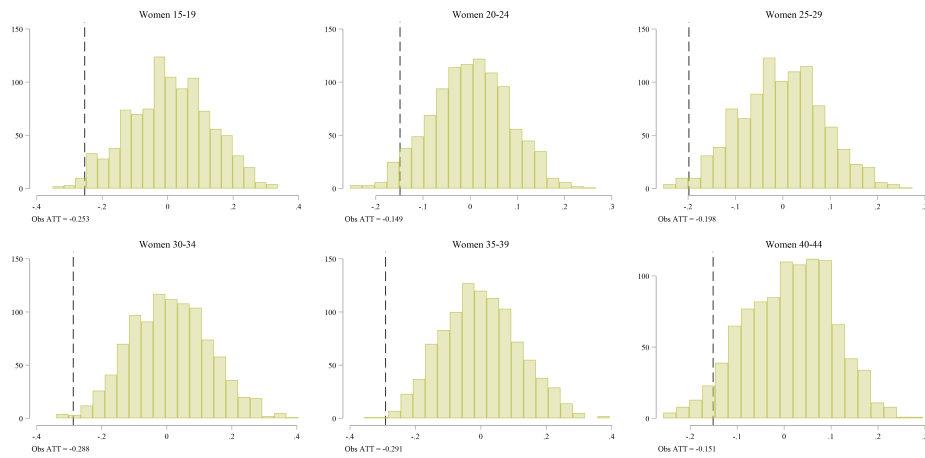 Women 15-19
150
100
50
0
-.4 -.2 0 .2 .4
Obs ATT = -0.253
Women 20-24
150
100
50
0
-.2 -.1 0 .1 .2 .3
Obs ATT = -0.149
Women 25-29
150
100
50
0
-.2 -.1 0 .1 .2
Obs ATT = -0.198
Women 30-34
150
100
50
0
-.4 -.2 0 .2 .4
Obs ATT = -0.288
Women 35-39
150
100
50
0
-.4 -.2 0 .2 .4
Obs ATT = -0.291
Women 40-44
100
50
0
-.2 -.1 0 .1 .2
Obs ATT = -0.151